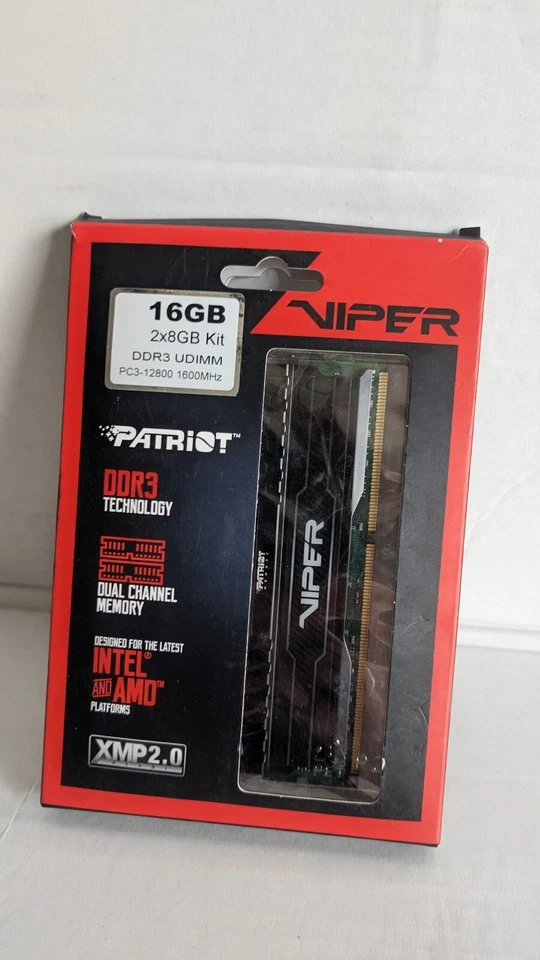 VIPER
16GB
2x8GB Kit
DDR3 UDIMM
PC3-12800 1600MHz
PATRIOT™
DDR3
TECHNOLOGY
DUAL CHANNEL
MEMORY
DESIGNED FOR THE LATEST
INTEL®
AND AMD™
PLATFORMS
XMP2.0
PATRIOT
VIPER